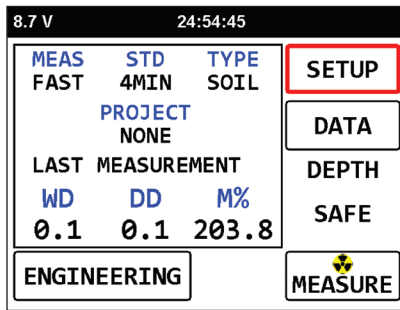 8.7 V 24:54:45
MEAS STD TYPE
FAST 4MIN SOIL
PROJECT
NONE
LAST MEASUREMENT
WD DD M%
0.1 0.1 203.8
SETUP
DATA
DEPTH
SAFE
ENGINEERING
MEASURE